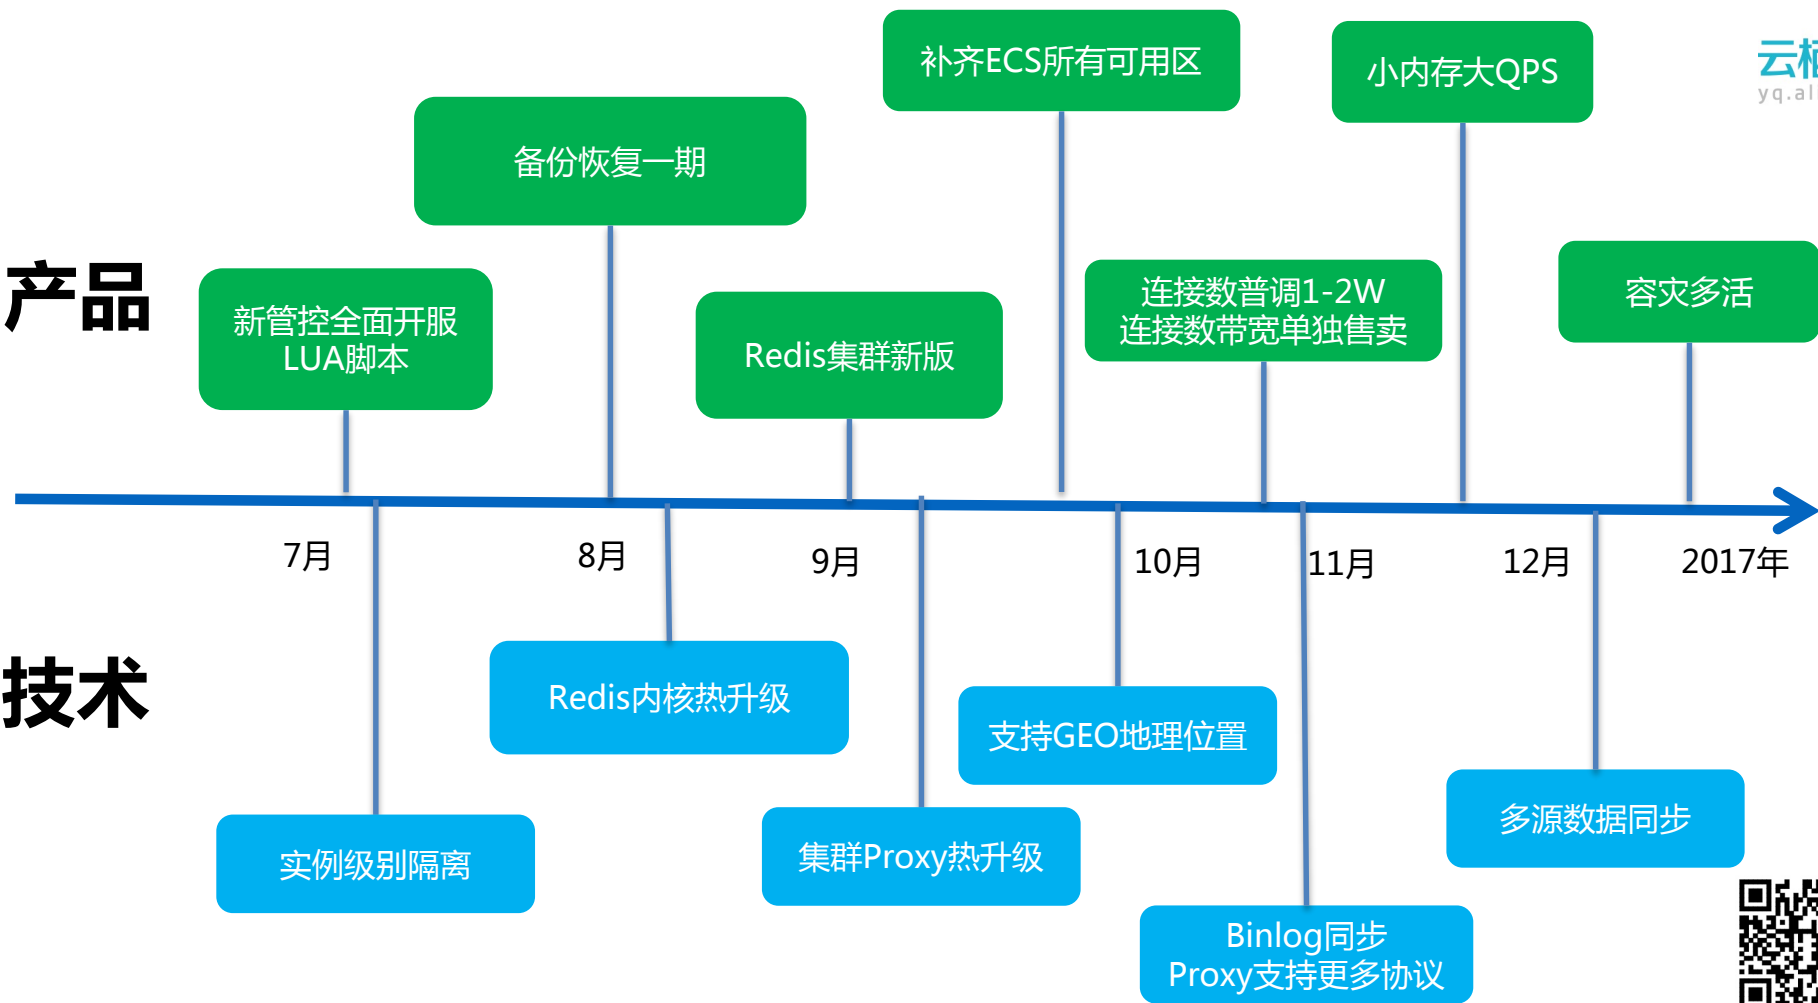 补齐ECS所有可用区
小内存大QPS
yq.al
备份恢复一期
产品
新管控全面开服
LUA脚本
Redis集群新版
连接数普调1-2W
连接数带宽单独售卖
容灾多活
7月
8月
9月
10月
11月
12月
2017年
技术
Redis内核热升级
支持GEO地理位置
多源数据同步
实例级别隔离
集群Proxy热升级
Binlog同步
Proxy支持更多协议